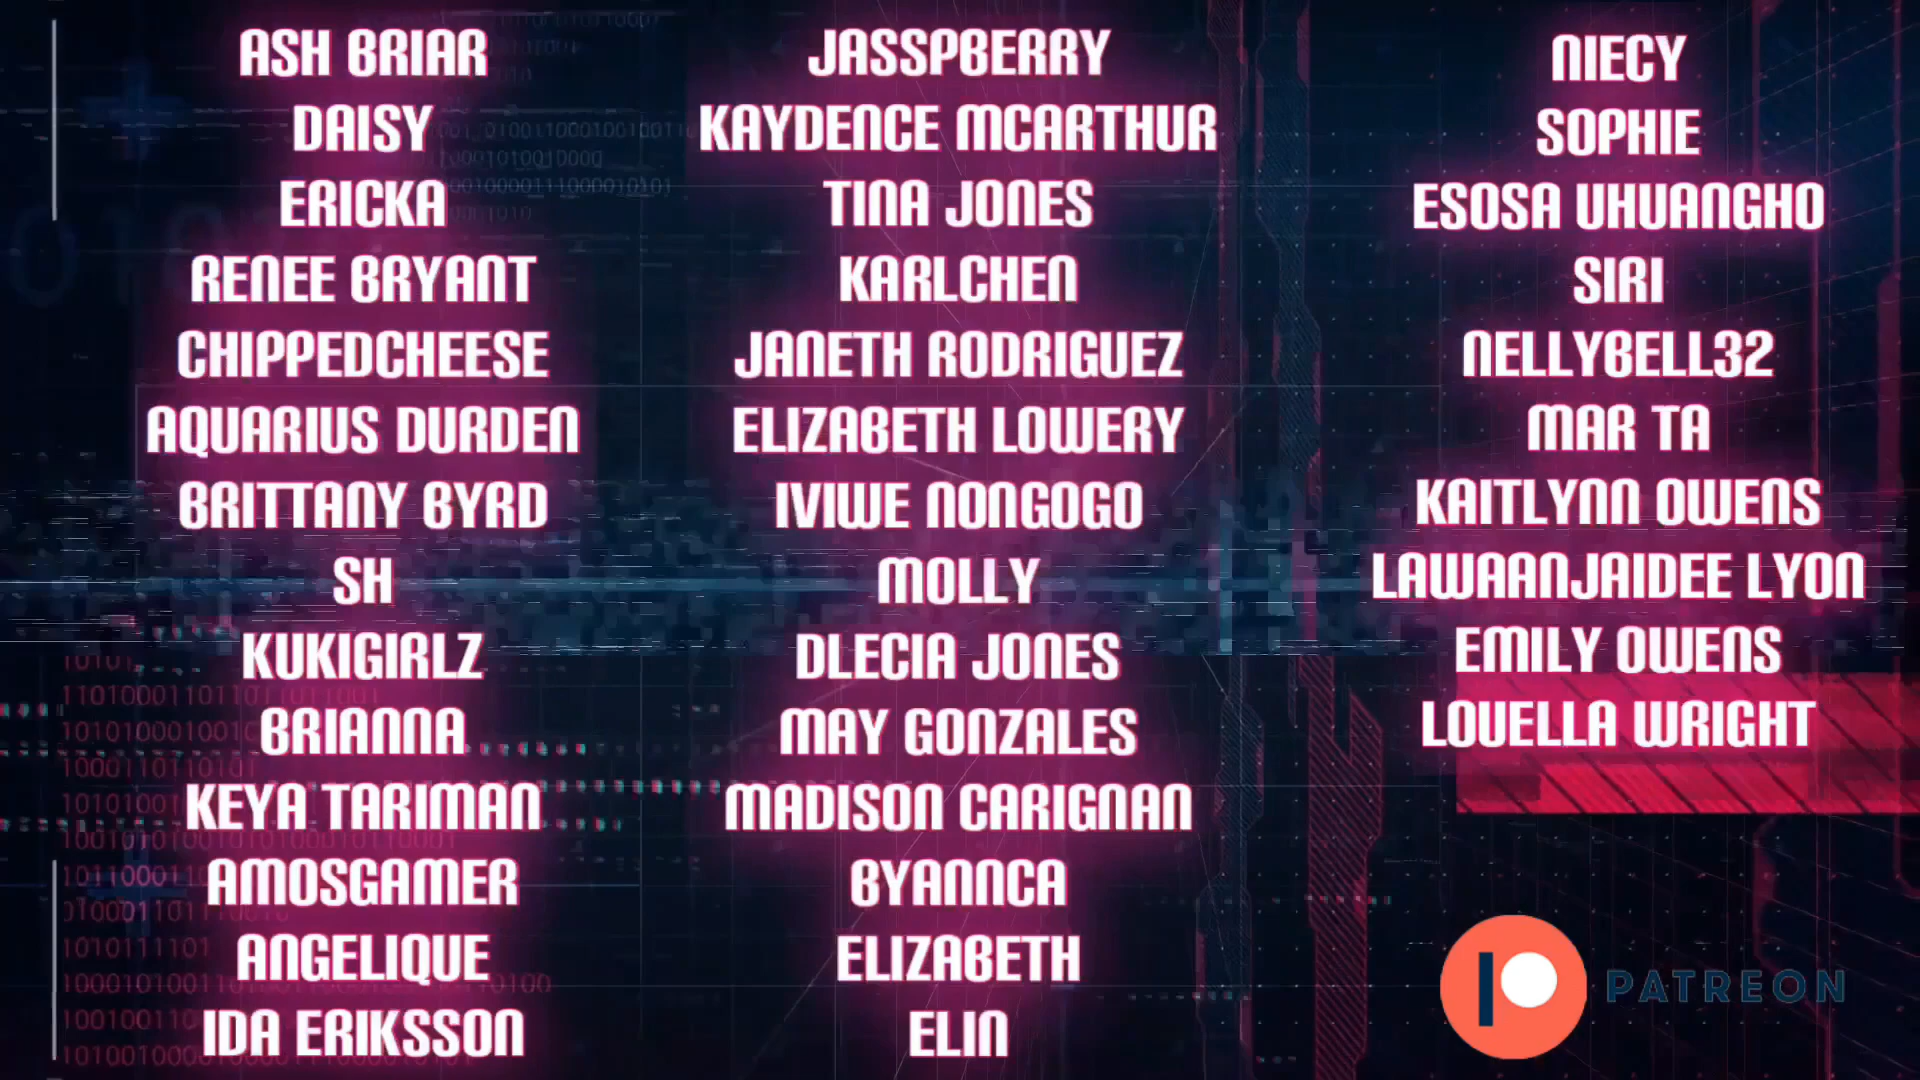 ASH BRIAR
DAISY
ERICKA
RENEE BRYANT
CHIPPEDCHEESE
AQUARIUS DURDEN
BRITTANY BYRD
SH
KUKIGIRLZ
BRIANNA
KEYA TARIMAN
AMOSGAMER
ANGELIQUE
IDA ERIKSSON
JASSPBERRY
KAYDENCE MCARTHUR
TINA JONES
KARLCHEN
JANETH RODRIGUEZ
ELIZABETH LOWERY
IVIWE NONGOGO
MOLLY
DLECIA JONES
MAY GONZALES
MADISON CARIGNAN
BYANNCA
ELIZABETH
ELIN
NIECY
SOPHIE
ESOSA UHUANGHO
SIRI
NELLYBELL32
MAR TA
KAITLYNN OWENS
LAWAANJAIDEE LYON
EMILY OWENS
LOUELLA WRIGHT
PATREON